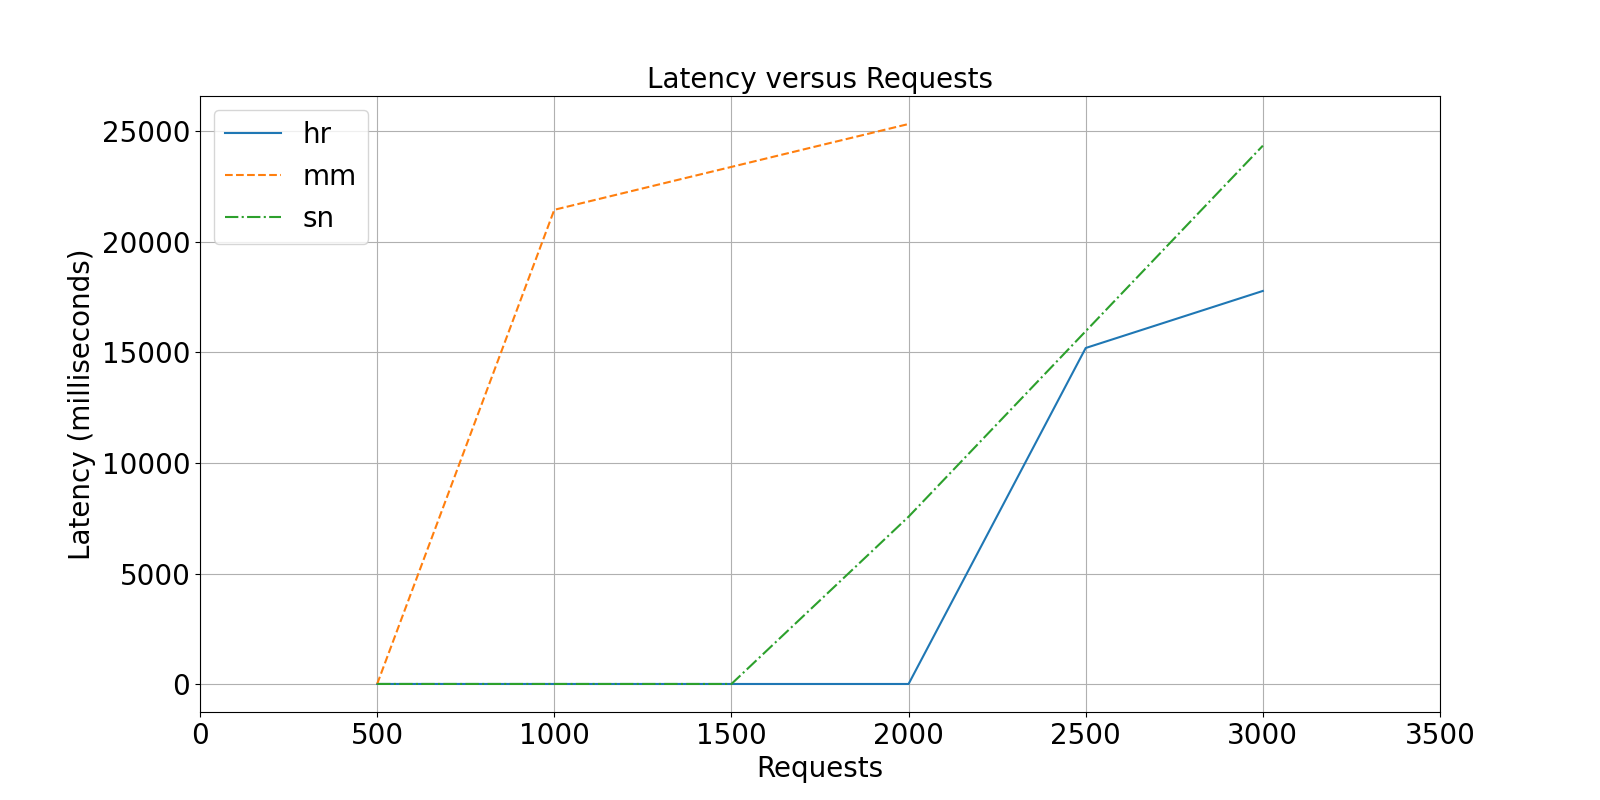 Latency versus Requests
hr
mm
sn
Latency (milliseconds)
25000
20000
15000
10000
5000
0
0 500 1000 1500 2000 2500 3000 3500
Requests